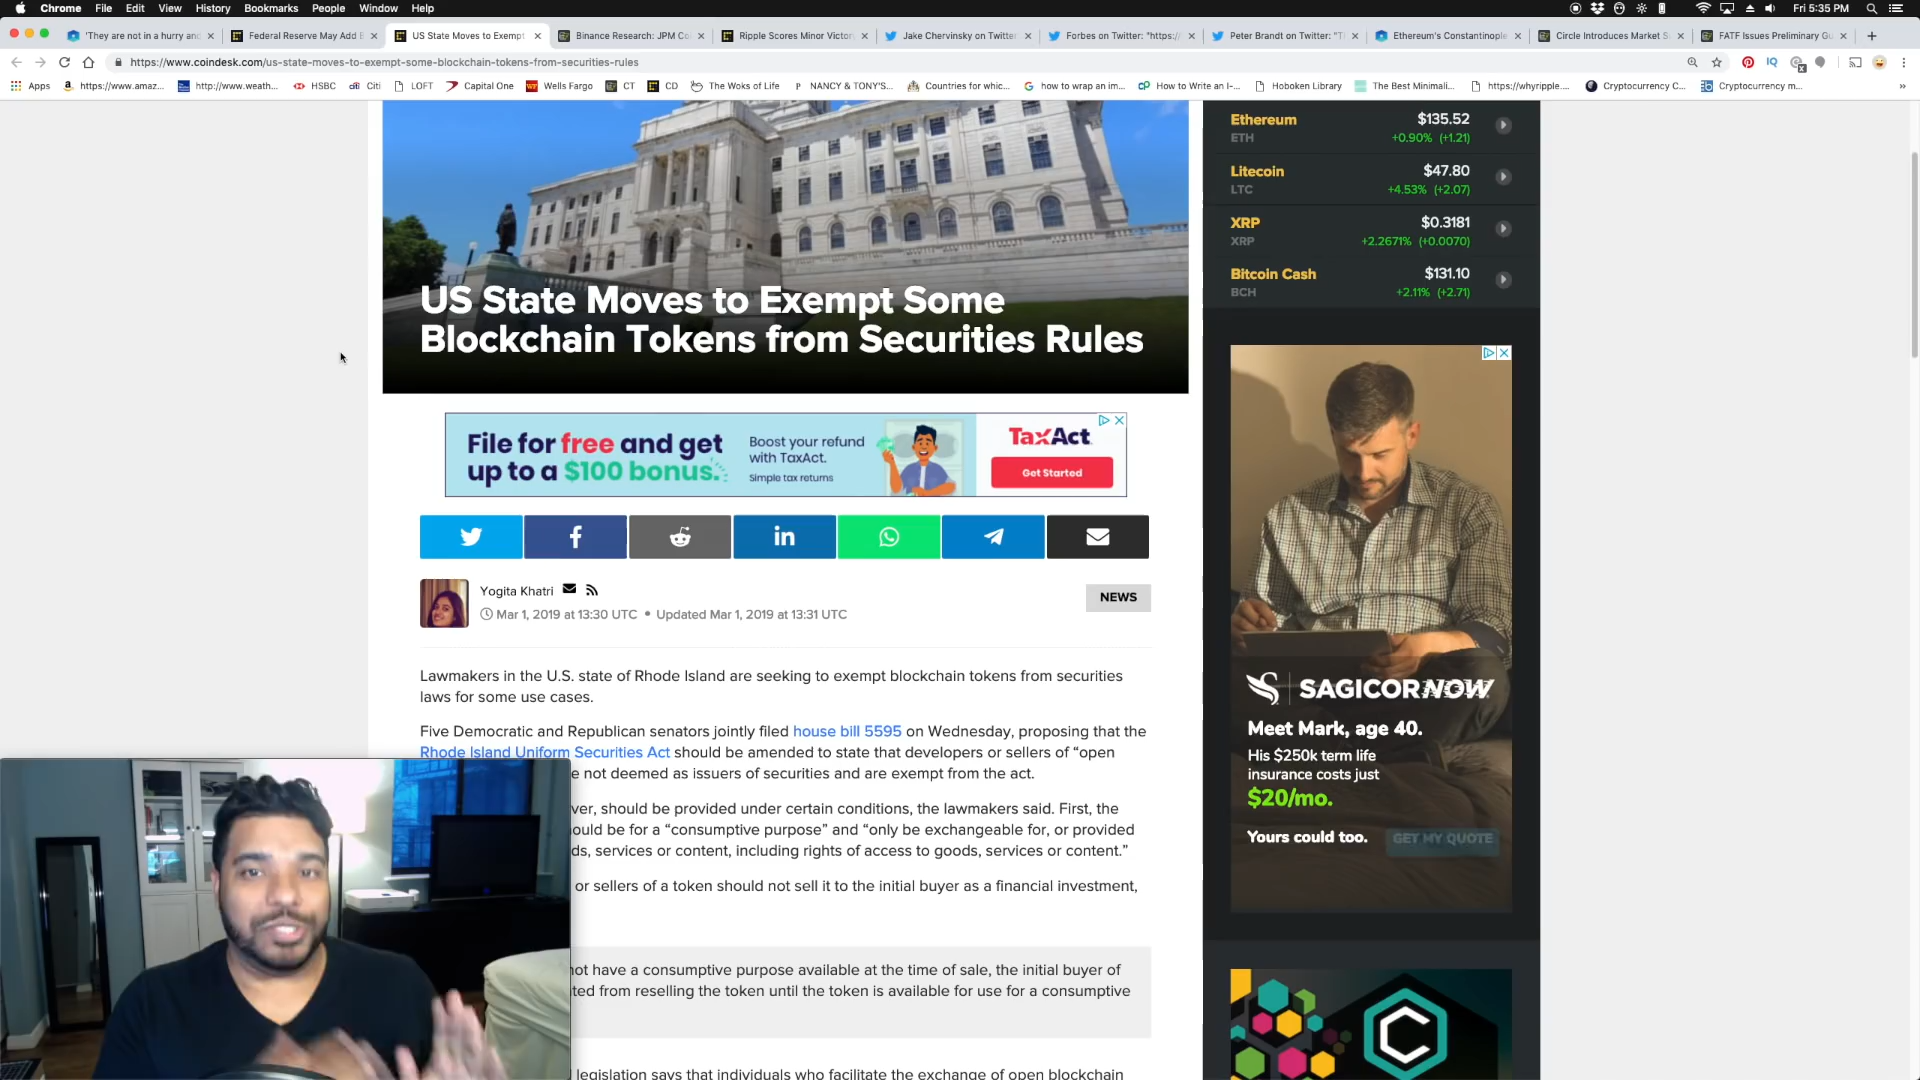 Chrome File Edit View History Bookmarks People Window Help Fri 5:35 PM
'They are not in a hurry and Federal Reserve May Add B US State Moves to Exempt Binance Research: JPM Co Ripple Scores Minor Victor Jake Chervinsky on Twitter Forbes on Twitter: "https:/ Peter Brandt on Twitter: "T Ethereum's Constantinople Circle Introduces Market S FATF Issues Preliminary Gu
https://www.coindesk.com/us-state-moves-to-exempt-some-blockchain-tokens-from-securities-rules
Apps https://www.amaz... http://www.weath... HSBC Citi LOFT Capital One Wells Fargo CT CD The Woks of Life NANCY & TONY'S... Countries for whic... how to wrap an im... How to Write an I-... Hoboken Library The Best Minimali... https://whyripple.... Cryptocurrency C... Cryptocurrency m...
US State Moves to Exempt Some
Blockchain Tokens from Securities Rules
File for free and get
up to a $100 bonus.
Boost your refund
with TaxAct.
Simple tax returns
TaxAct
Get Started
Yogita Khatri
Mar 1, 2019 at 13:30 UTC • Updated Mar 1, 2019 at 13:31 UTC
NEWS
Lawmakers in the U.S. state of Rhode Island are seeking to exempt blockchain tokens from securities
laws for some use cases.
Five Democratic and Republican senators jointly filed house bill 5595 on Wednesday, proposing that the
Rhode Island Uniform Securities Act should be amended to state that developers or sellers of “open
not deemed as issuers of securities and are exempt from the act.
should be provided under certain conditions, the lawmakers said. First, the
be for a “consumptive purpose” and “only be exchangeable for, or provided
services or content, including rights of access to goods, services or content.”
or sellers of a token should not sell it to the initial buyer as a financial investment,
have a consumptive purpose available at the time of sale, the initial buyer of
from reselling the token until the token is available for use for a consumptive
legislation says that individuals who facilitate the exchange of open blockchain
Ethereum $135.52
ETH +0.90% (+1.21)
Litecoin $47.80
LTC +4.53% (+2.07)
XRP $0.3181
XRP +2.2671% (+0.0070)
Bitcoin Cash $131.10
BCH +2.11% (+2.71)
SAGICOR NOW
Meet Mark, age 40.
His $250k term life
insurance costs just
$20/mo.
Yours could too. GET MY QUOTE